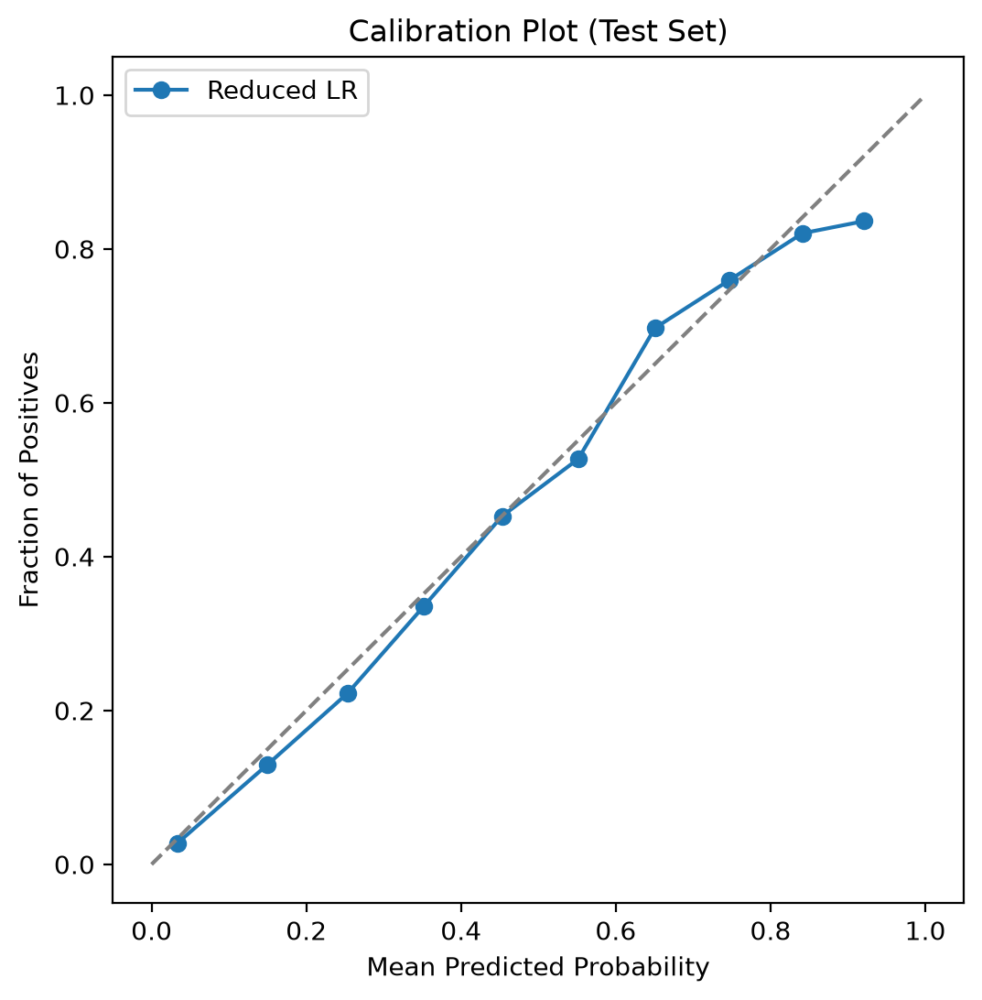 Calibration Plot (Test Set)
Reduced LR
1.0
0.8
0.6
0.4
0.2
0.0
Fraction of Positives
0.0 0.2 0.4 0.6 0.8 1.0
Mean Predicted Probability